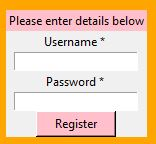 Please enter details below
Username *
Password *
Register